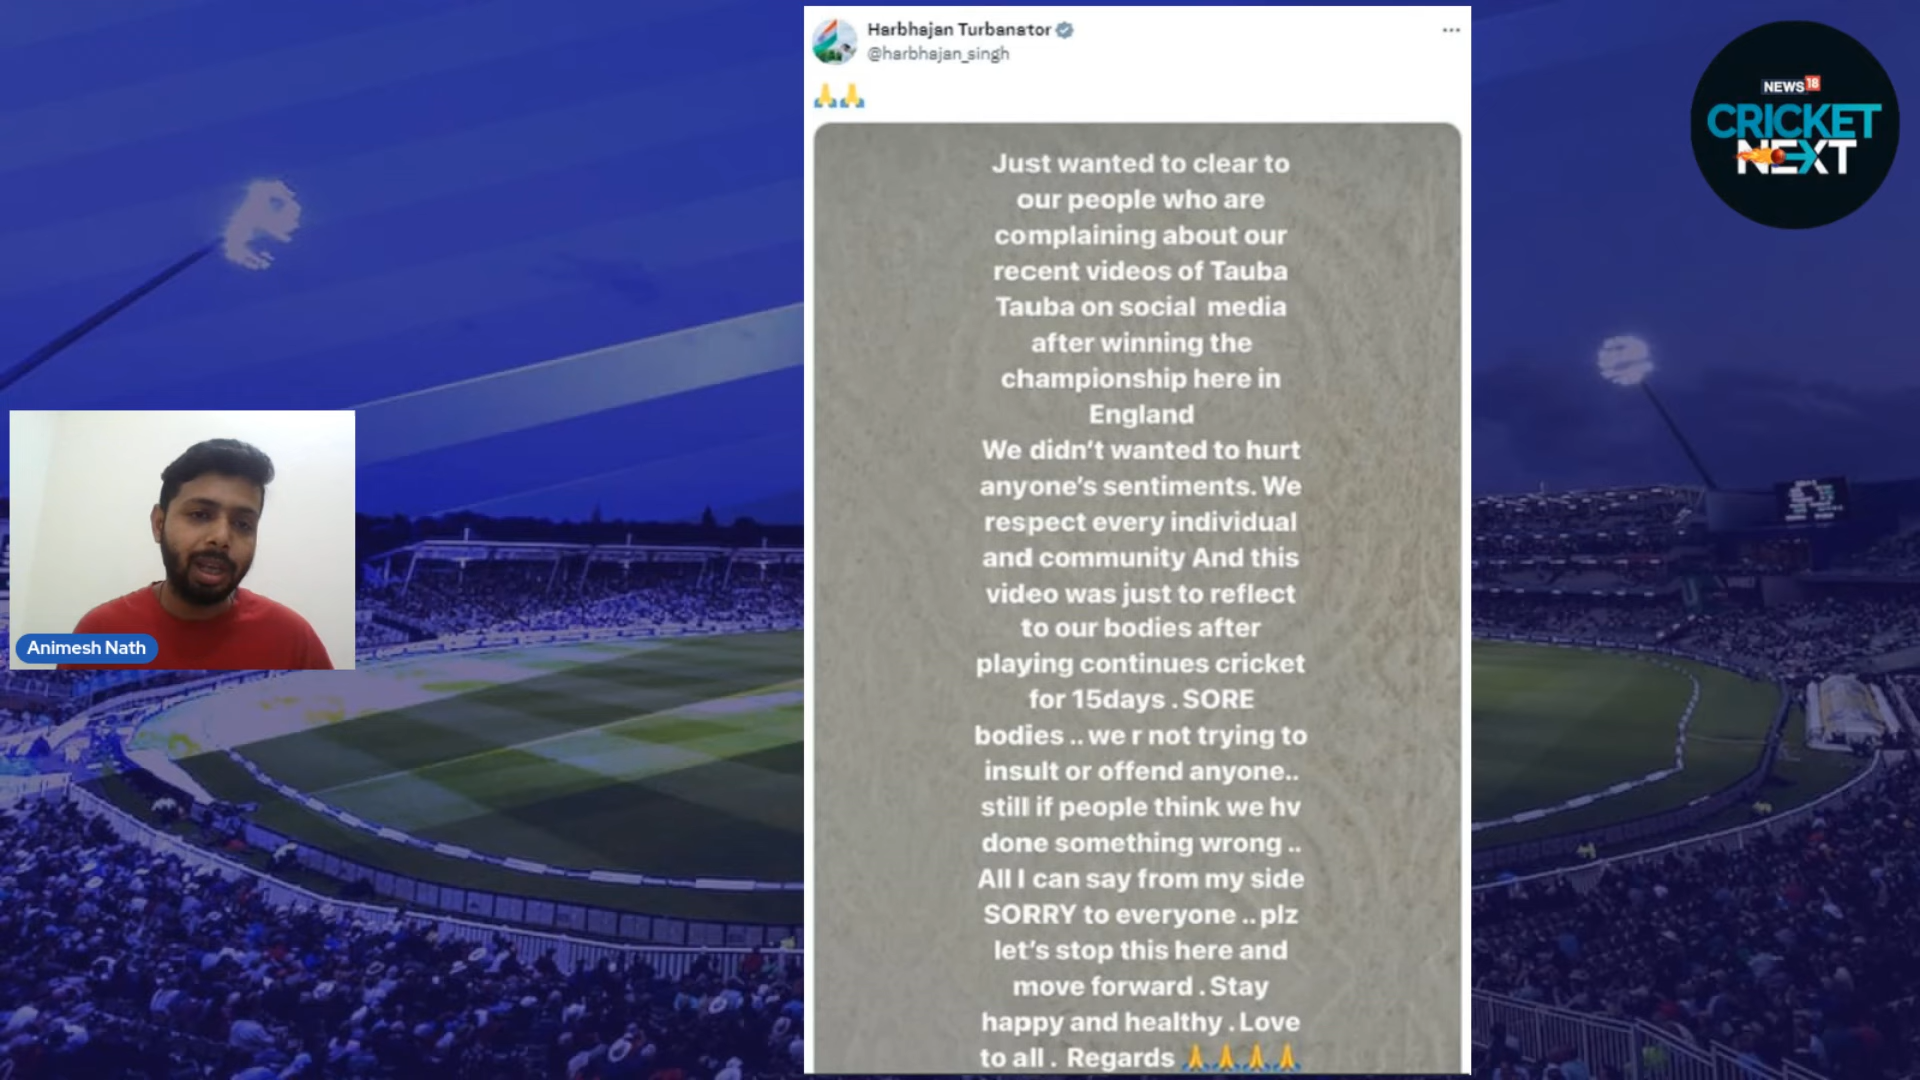 Harbhajan Turbanator
@harbhajan_singh
🙏🙏
Just wanted to clear to
our people who are
complaining about our
recent videos of Tauba
Tauba on social media
after winning the
championship here in
England
We didn't wanted to hurt
anyone's sentiments. We
respect every individual
and community And this
video was just to reflect
to our bodies after
playing continues cricket
for 15days . SORE
bodies .. we r not trying to
insult or offend anyone..
still if people think we hv
done something wrong ..
All I can say from my side
SORRY to everyone .. plz
let's stop this here and
move forward . Stay
happy and healthy . Love
to all . Regards 🙏🙏🙏🙏
NEWS18
CRICKET
NEXT
Animesh Nath